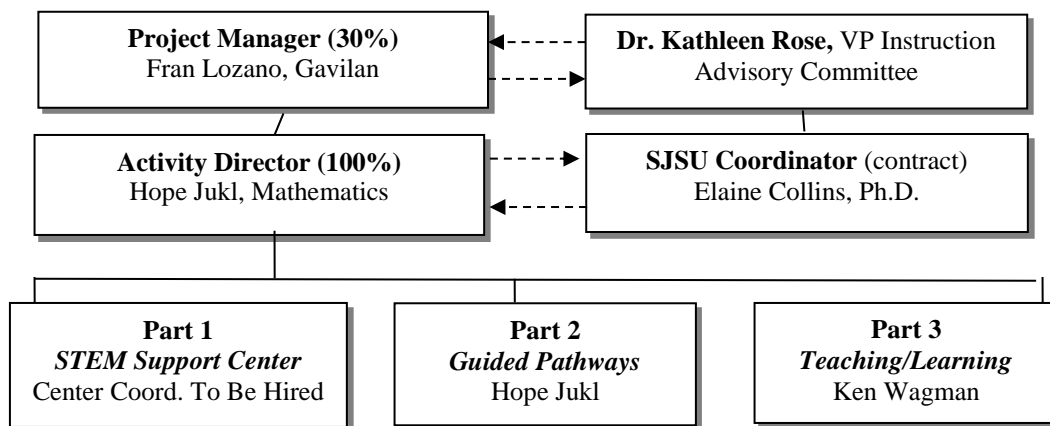 Project Manager (30%)
Fran Lozano, Gavilan
Dr. Kathleen Rose, VP Instruction
Advisory Committee
Activity Director (100%)
Hope Jukl, Mathematics
SJSU Coordinator (contract)
Elaine Collins, Ph.D.
Part 1
STEM Support Center
Center Coord. To Be Hired
Part 2
Guided Pathways
Hope Jukl
Part 3
Teaching/Learning
Ken Wagman